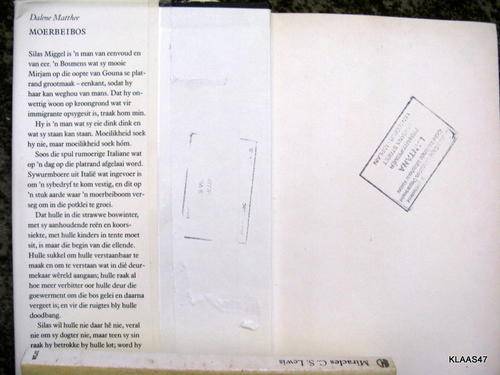 Dalene Matthee
MOERBEIBOS
Silas Miggel is 'n man van eenvoud en
van eer. 'n Bosmens wat sy mooie
Mirjam op die oopte van Gouna se plat-
rand grootmaak – eenkant, sodat hy
haar kan weghou van mans. Dat hy on-
wettig woon op kroongrond wat vir
immigrante opsygesit is, traak hom min.
Hy is 'n man wat sy eie dink dink en
wat sy staan kan staan. Moeilikheid soek
hy nie, maar moeilikheid soek hóm.
Soos die spul rumoerige Italiane wat
op 'n dag op die platrand afgelaai word.
Sywurmboere uit Italië wat ingevoer is
om 'n sybedryf te kom vestig, en dit op
'n stuk aarde waar 'n moerbeiboom ver-
seg om in die potklei te groei.
Dat hulle in die strawwe boswinter,
met sy aanhoudende reën en koors-
siekte, met hulle kinders in tente moet
sit, is maar die begin van die ellende.
Hulle sukkel om hulle verstaanbaar te
maak en om te verstaan wat in dié deur-
mekaar wêreld aangaan; hulle raak al
hoe meer verbitter oor hulle deur die
goewerment om die bos gelei en daarna
vergeet is; en vir die ruigtes bly hulle
doodbang.
Silas wil hulle nie daar hê nie, veral
nie om sy dogter nie, maar teen sy sin
raak hy betrokke by hulle lot; word hy
Miracles C. S. Lewis
KLAAS47